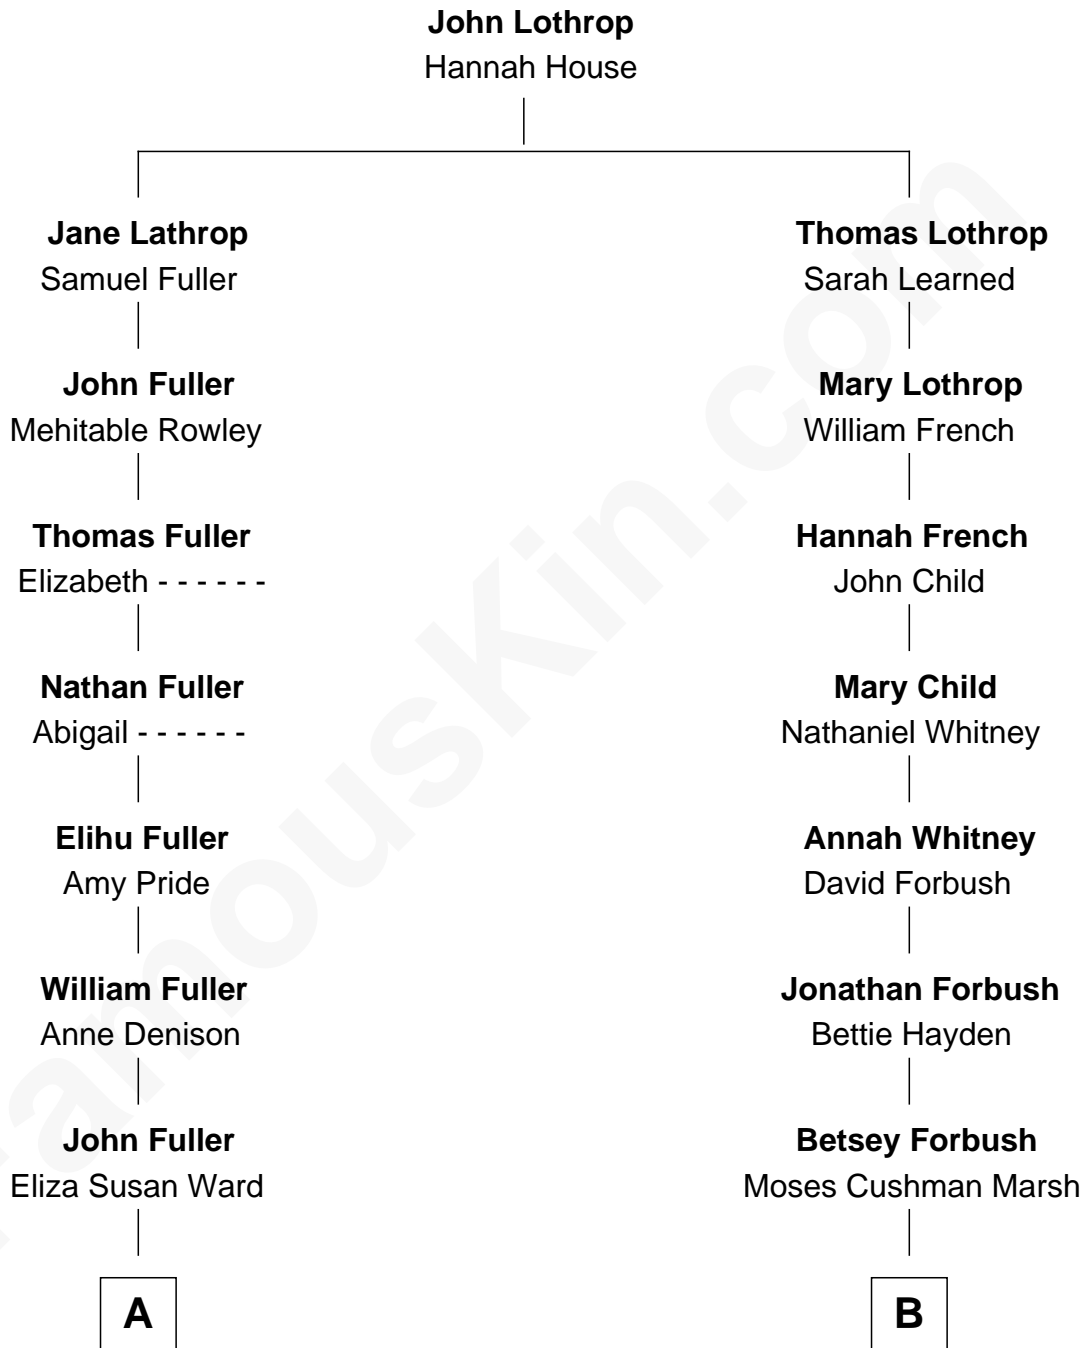 John Lothrop
Hannah House
Jane Lathrop
Samuel Fuller
John Fuller
Mehitable Rowley
Thomas Fuller
Elizabeth - - - - - -
Nathan Fuller
Abigail - - - - - -
Elihu Fuller
Amy Pride
William Fuller
Anne Denison
John Fuller
Eliza Susan Ward
A
Thomas Lothrop
Sarah Learned
Mary Lothrop
William French
Hannah French
John Child
Mary Child
Nathaniel Whitney
Annah Whitney
David Forbush
Jonathan Forbush
Bettie Hayden
Betsey Forbush
Moses Cushman Marsh
B
FamousKin.com